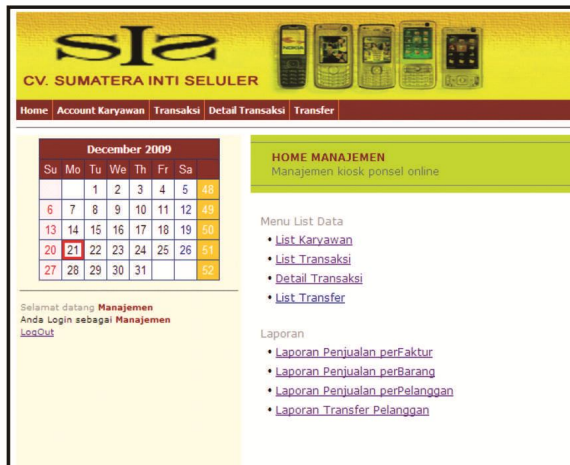 SIS
CV. SUMATERA INTI SELULER
NOKIA
Home Account Karyawan Transaksi Detail Transaksi Transfer
December 2009
Su Mo Tu We Th Fr Sa
1 2 3 4 5 48
6 7 8 9 10 11 12 49
13 14 15 16 17 18 19 50
20 21 22 23 24 25 26 51
27 28 29 30 31 52
Selamat datang Manajemen
Anda Login sebagai Manajemen
LogOut
HOME MANAJEMEN
Manajemen kiosk ponsel online
Menu List Data
• List Karyawan
• List Transaksi
• Detail Transaksi
• List Transfer
Laporan
• Laporan Penjualan perFaktur
• Laporan Penjualan perBarang
• Laporan Penjualan perPelanggan
• Laporan Transfer Pelanggan